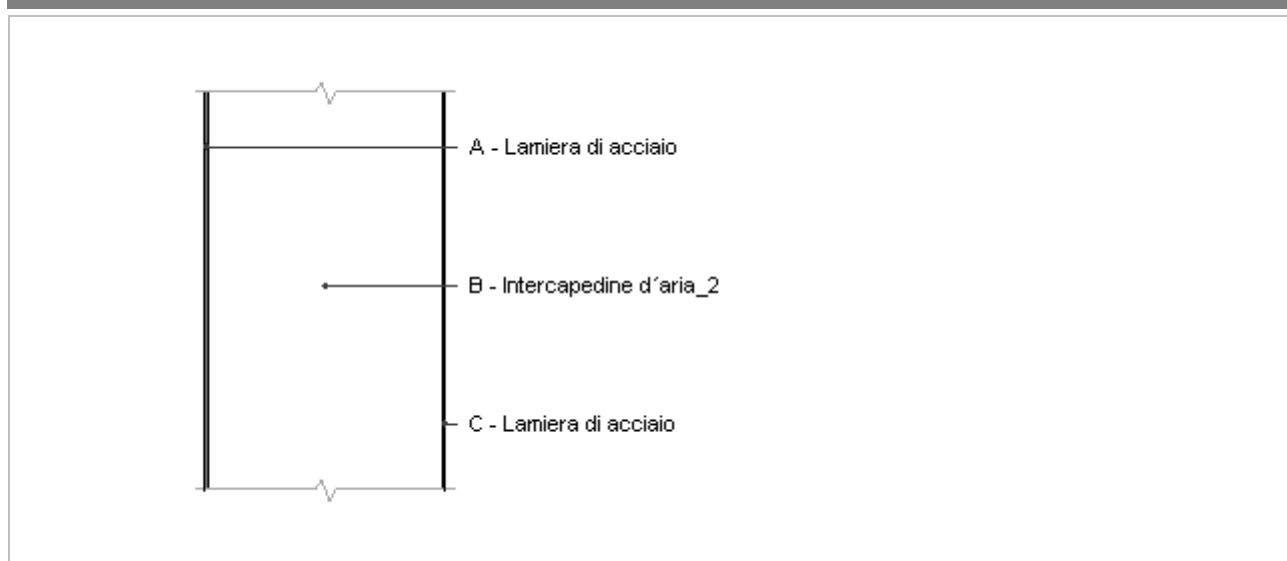 A - Lamiera di acciaio
B - Intercapedine d´aria_2
C - Lamiera di acciaio